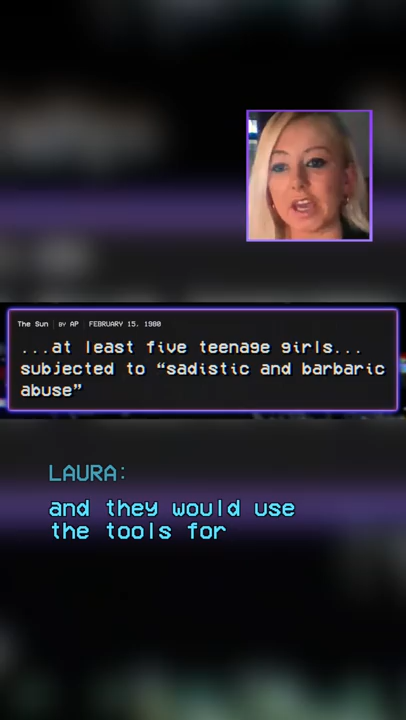 The Sun | BY AP | FEBRUARY 15, 1980
...at least five teenage girls...
subjected to “sadistic and barbaric
abuse”
LAURA:
and they would use
the tools for